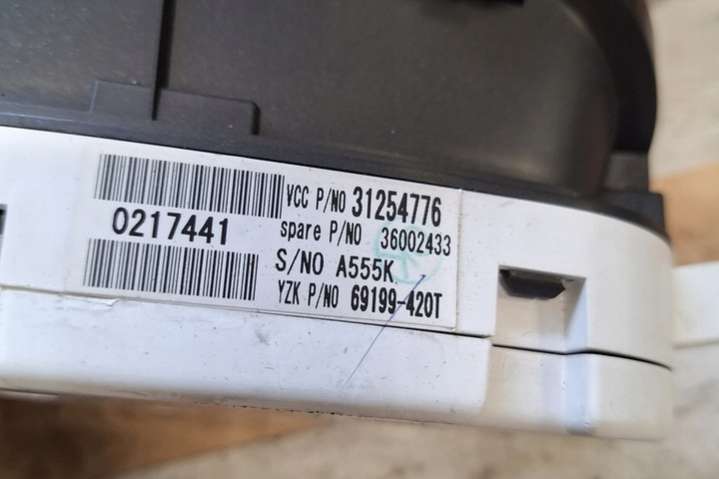 VCC P/NO 31254776
0217441
spare P/NO 36002433
S/NO A555K
YZK P/NO 69199-420T